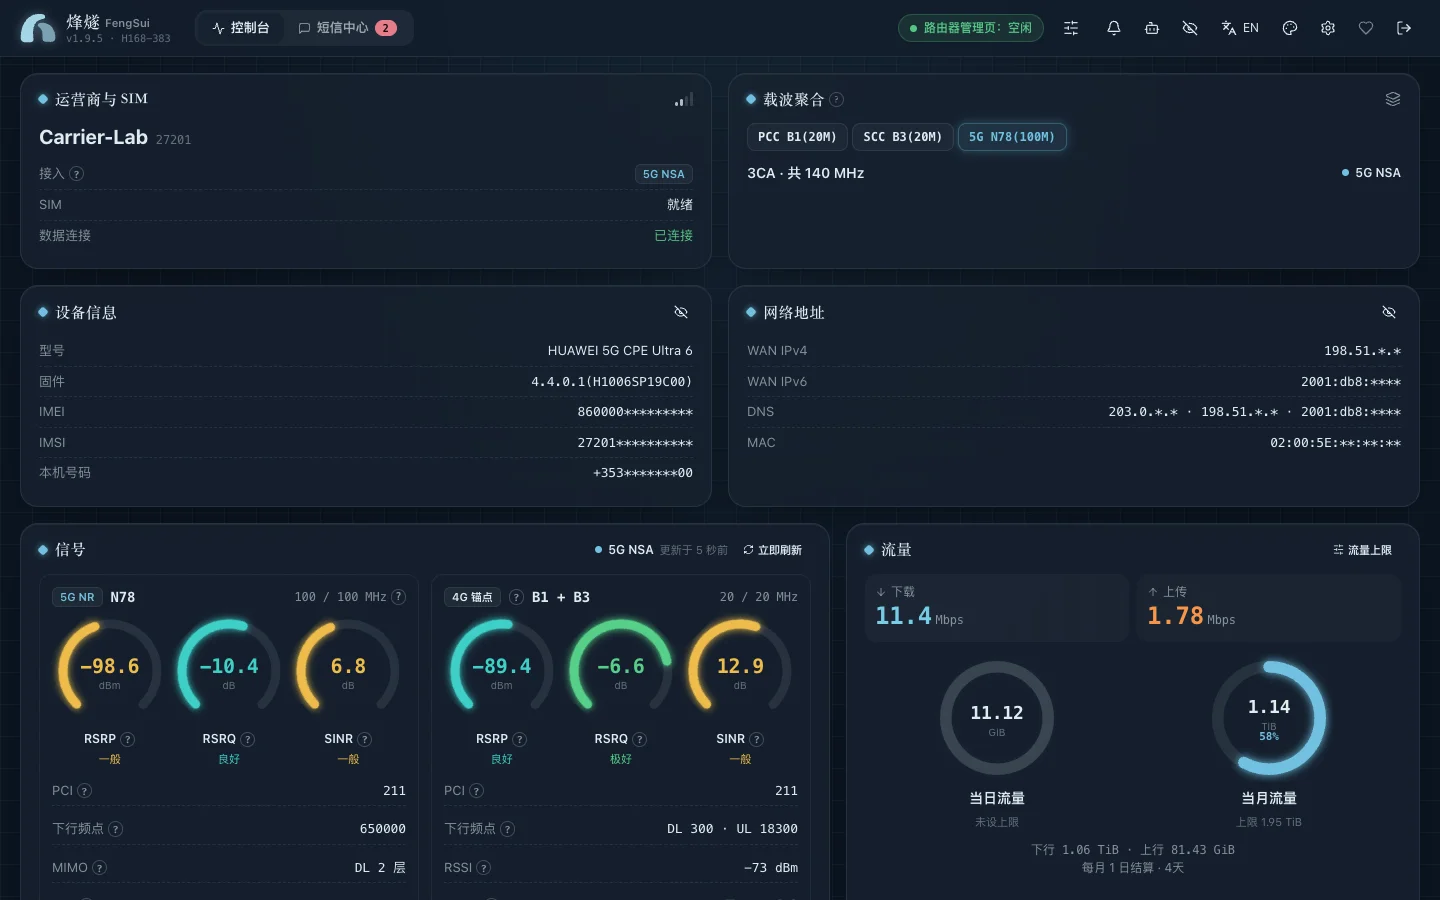 烽燧 FengSui
v1.9.5 · H168-383
控制台
短信中心 2
路由器管理页：空闲
EN
运营商与 SIM
Carrier-Lab 27201
接入 ?
5G NSA
SIM
就绪
数据连接
已连接
载波聚合 ?
PCC B1(20M)
SCC B3(20M)
5G N78(100M)
3CA · 共 140 MHz
5G NSA
设备信息
型号
HUAWEI 5G CPE Ultra 6
固件
4.4.0.1(H1006SP19C00)
IMEI
860000*********
IMSI
27201**********
本机号码
+353*******00
网络地址
WAN IPv4
198.51.*.*
WAN IPv6
2001:db8:****
DNS
203.0.*.* · 198.51.*.* · 2001:db8:****
MAC
02:00:5E:**:**:**
信号
5G NSA 更新于 5 秒前
立即刷新
5G NR N78
100 / 100 MHz ?
-98.6
dBm
RSRP ?
一般
-10.4
dB
RSRQ ?
良好
6.8
dB
SINR ?
一般
PCI ?
211
下行频点 ?
650000
MIMO ?
DL 2 层
4G 锚点 ? B1 + B3
20 / 20 MHz
-89.4
dBm
RSRP ?
良好
-6.6
dB
RSRQ ?
极好
12.9
dB
SINR ?
一般
PCI ?
211
下行频点 ?
DL 300 · UL 18300
RSSI ?
-73 dBm
流量
流量上限
↓ 下载
11.4 Mbps
↑ 上传
1.78 Mbps
11.12
GiB
当日流量
未设上限
1.14
TiB
58%
当月流量
上限 1.95 TiB
下行 1.06 TiB · 上行 81.43 GiB
每月 1 日结算 · 4天